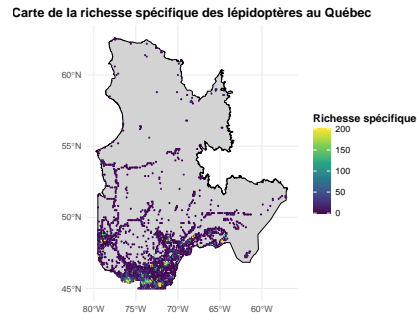 Carte de la richesse spécifique des lépidoptères au Québec
60°N
55°N
50°N
45°N
80°W
75°W
70°W
65°W
60°W
Richesse spécifique
200
150
100
50
0